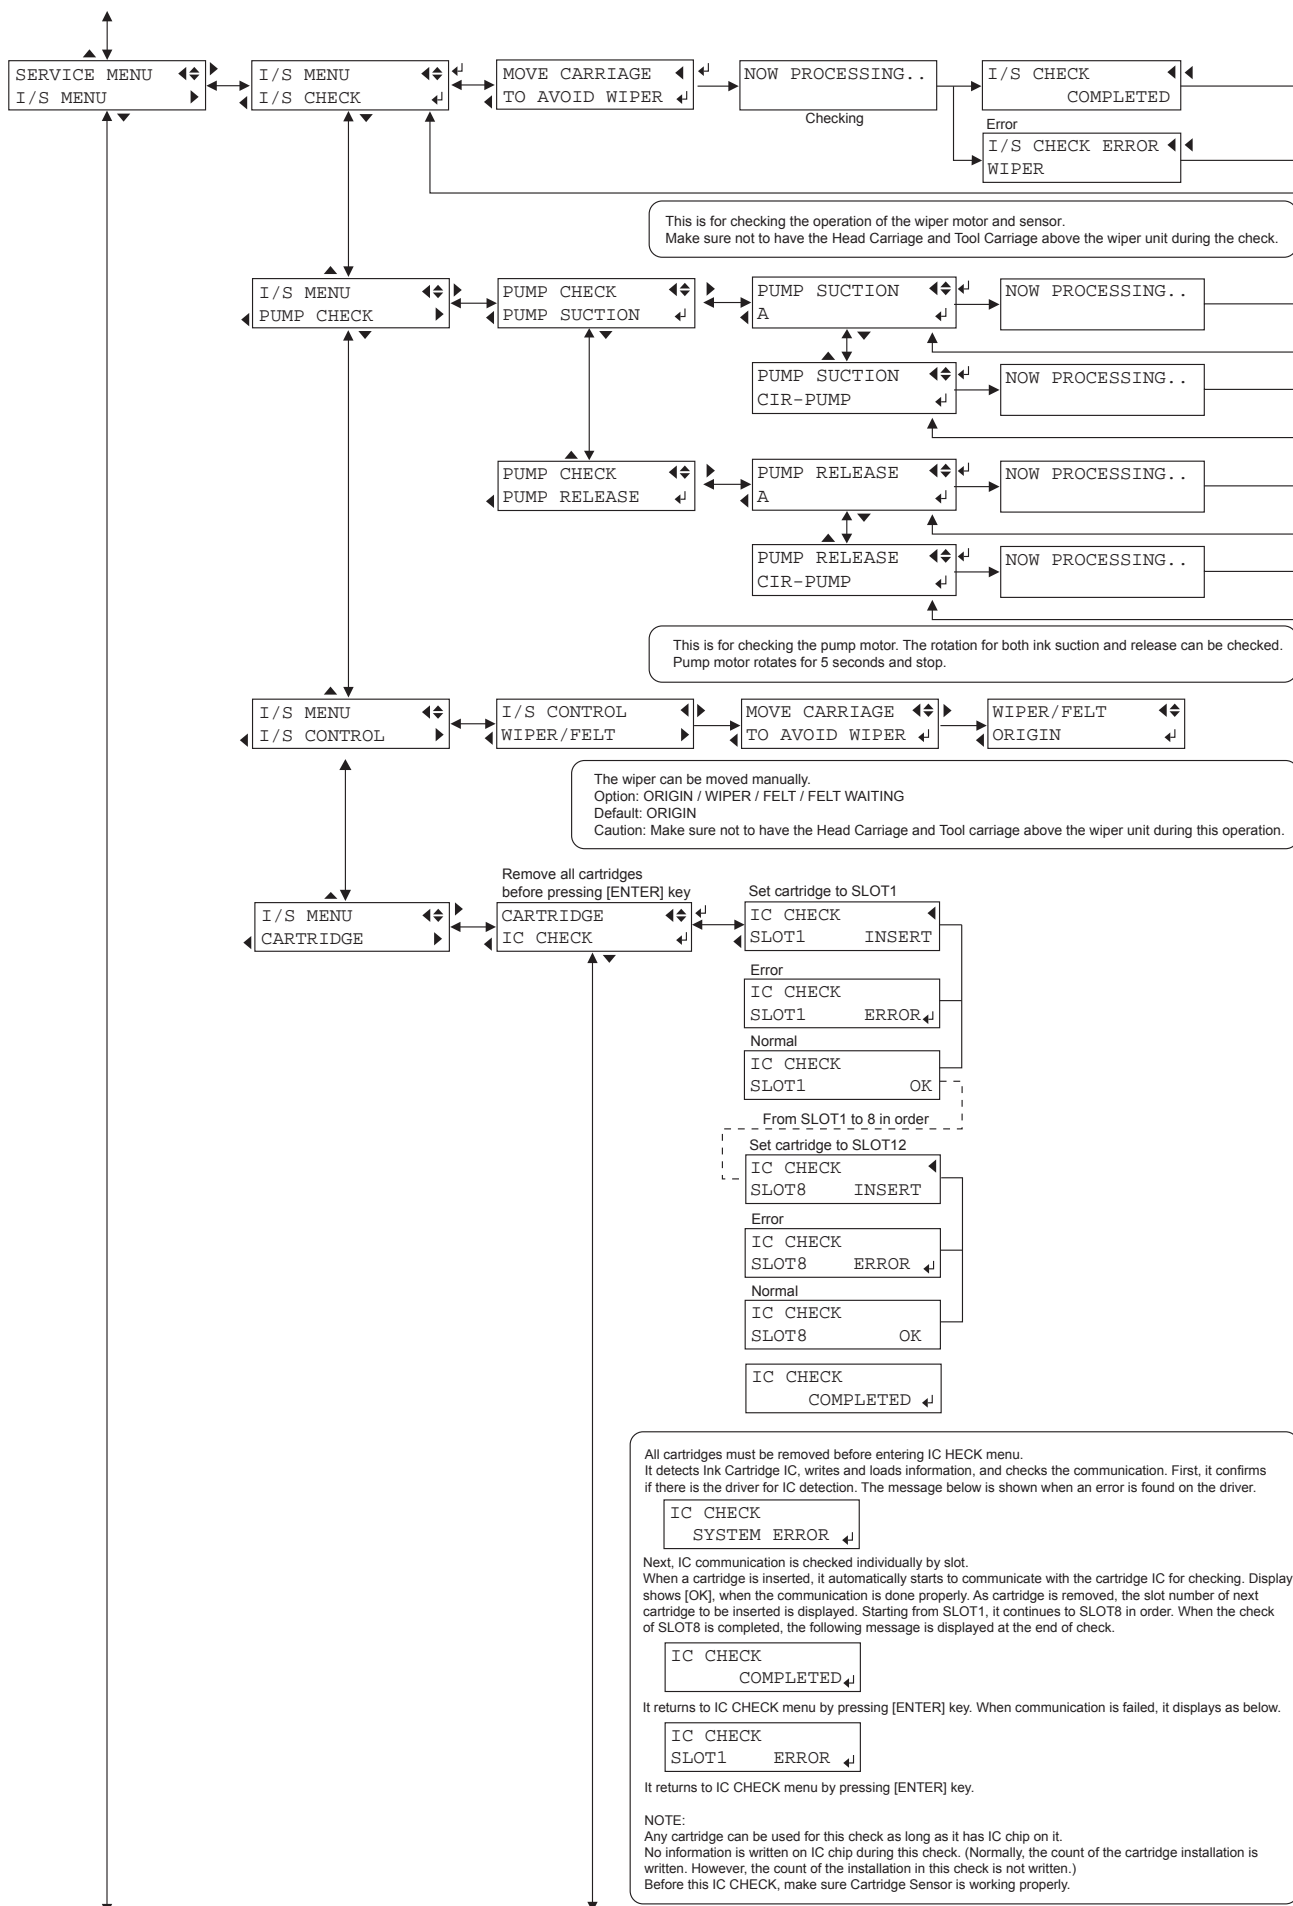 SERVICE MENU
I/S MENU
I/S MENU
I/S CHECK
MOVE CARRIAGE
TO AVOID WIPER
NOW PROCESSING..
Checking
I/S CHECK
COMPLETED
Error
I/S CHECK ERROR
WIPER
This is for checking the operation of the wiper motor and sensor.
Make sure not to have the Head Carriage and Tool Carriage above the wiper unit during the check.
I/S MENU
PUMP CHECK
PUMP CHECK
PUMP SUCTION
PUMP SUCTION
A
NOW PROCESSING..
PUMP SUCTION
CIR-PUMP
NOW PROCESSING..
PUMP CHECK
PUMP RELEASE
PUMP RELEASE
A
NOW PROCESSING..
PUMP RELEASE
CIR-PUMP
NOW PROCESSING..
This is for checking the pump motor. The rotation for both ink suction and release can be checked.
Pump motor rotates for 5 seconds and stop.
I/S MENU
I/S CONTROL
I/S CONTROL
WIPER/FELT
MOVE CARRIAGE
TO AVOID WIPER
WIPER/FELT
ORIGIN
The wiper can be moved manually.
Option: ORIGIN / WIPER / FELT / FELT WAITING
Default: ORIGIN
Caution: Make sure not to have the Head Carriage and Tool carriage above the wiper unit during this operation.
I/S MENU
CARTRIDGE
Remove all cartridges
before pressing [ENTER] key
CARTRIDGE
IC CHECK
Set cartridge to SLOT1
IC CHECK
SLOT1 INSERT
Error
IC CHECK
SLOT1 ERROR
Normal
IC CHECK
SLOT1 OK
From SLOT1 to 8 in order
Set cartridge to SLOT12
IC CHECK
SLOT8 INSERT
Error
IC CHECK
SLOT8 ERROR
Normal
IC CHECK
SLOT8 OK
IC CHECK
COMPLETED
All cartridges must be removed before entering IC HECK menu.
It detects Ink Cartridge IC, writes and loads information, and checks the communication. First, it confirms
if there is the driver for IC detection. The message below is shown when an error is found on the driver.
IC CHECK
SYSTEM ERROR
Next, IC communication is checked individually by slot.
When a cartridge is inserted, it automatically starts to communicate with the cartridge IC for checking. Display
shows [OK], when the communication is done properly. As cartridge is removed, the slot number of next
cartridge to be inserted is displayed. Starting from SLOT1, it continues to SLOT8 in order. When the check
of SLOT8 is completed, the following message is displayed at the end of check.
IC CHECK
COMPLETED
It returns to IC CHECK menu by pressing [ENTER] key. When communication is failed, it displays as below.
IC CHECK
SLOT1 ERROR
It returns to IC CHECK menu by pressing [ENTER] key.
NOTE:
Any cartridge can be used for this check as long as it has IC chip on it.
No information is written on IC chip during this check. (Normally, the count of the cartridge installation is
written. However, the count of the installation in this check is not written.)
Before this IC CHECK, make sure Cartridge Sensor is working properly.